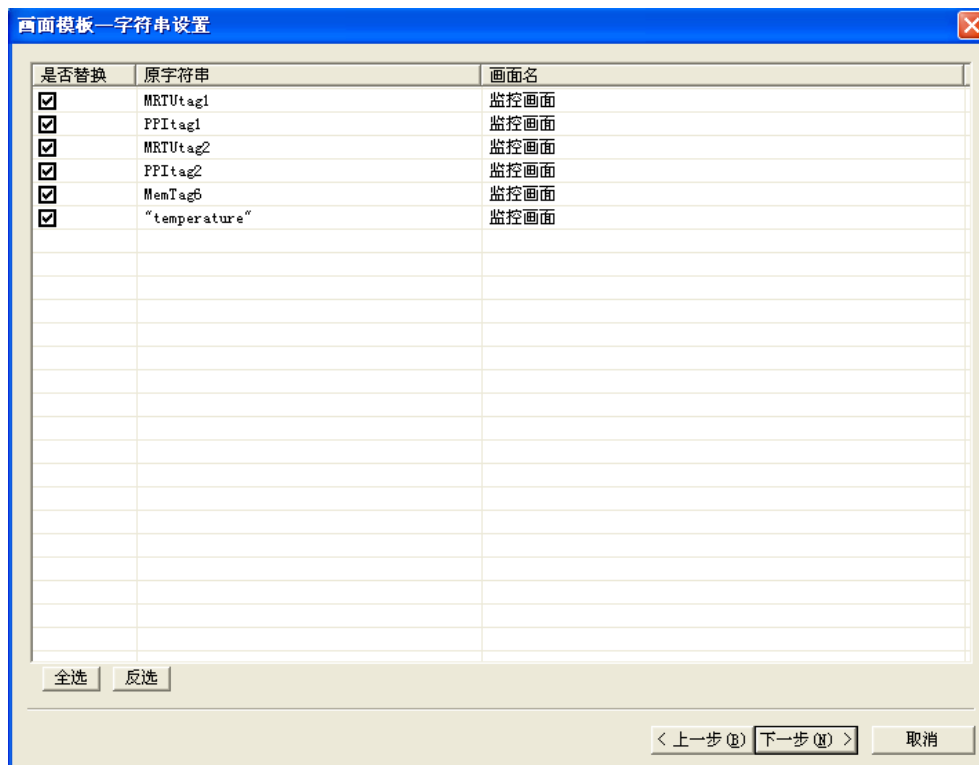 画面模板—字符串设置
是否替换 原字符串 画面名
MRTUtag1 监控画面
PPItag1 监控画面
MRTUtag2 监控画面
PPItag2 监控画面
MemTag6 监控画面
"temperature" 监控画面
全选 反选
< 上一步(B) 下一步(N) > 取消